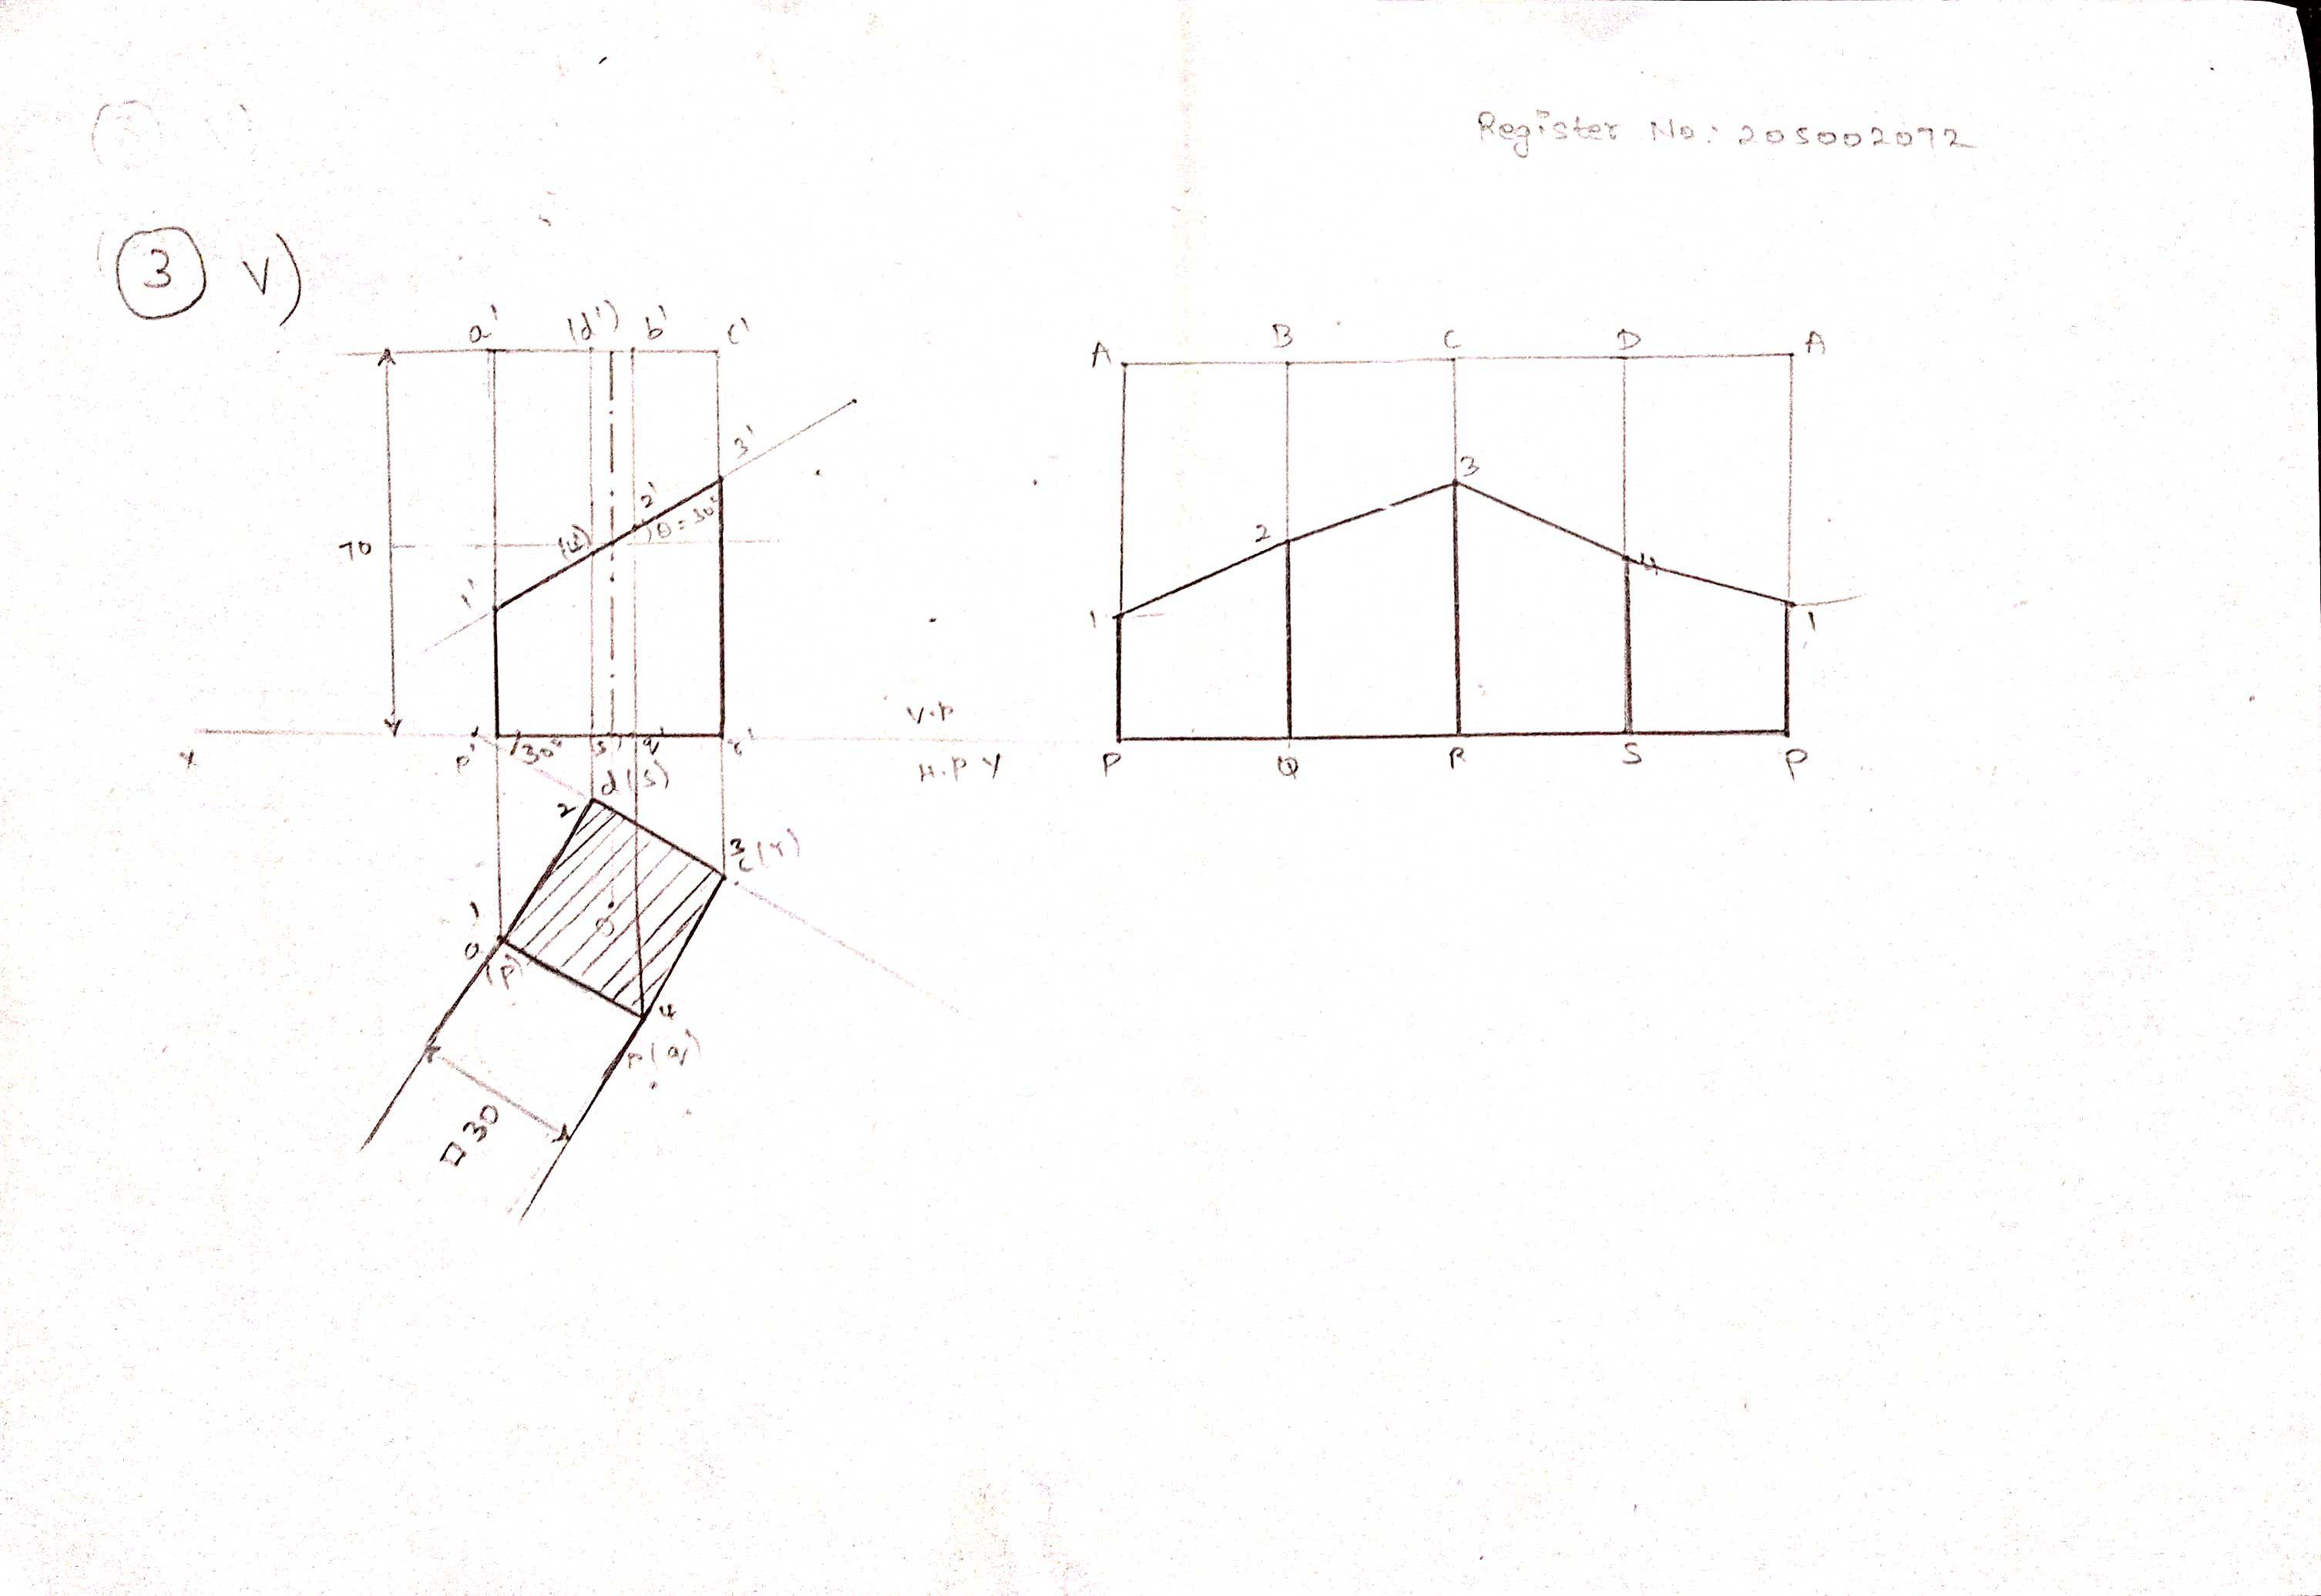 Register No: 205002072
3 V)
a' (d') b' c'
A B C D A
3'
3
2' θ=30°
(4')
2
70
4
1'
1 1
V.P
X p' 30° s' q' r'
H.P Y
P Q R S P
d(s)
2
3
c(r)
1
a
(p)
o
4
(q)
□30